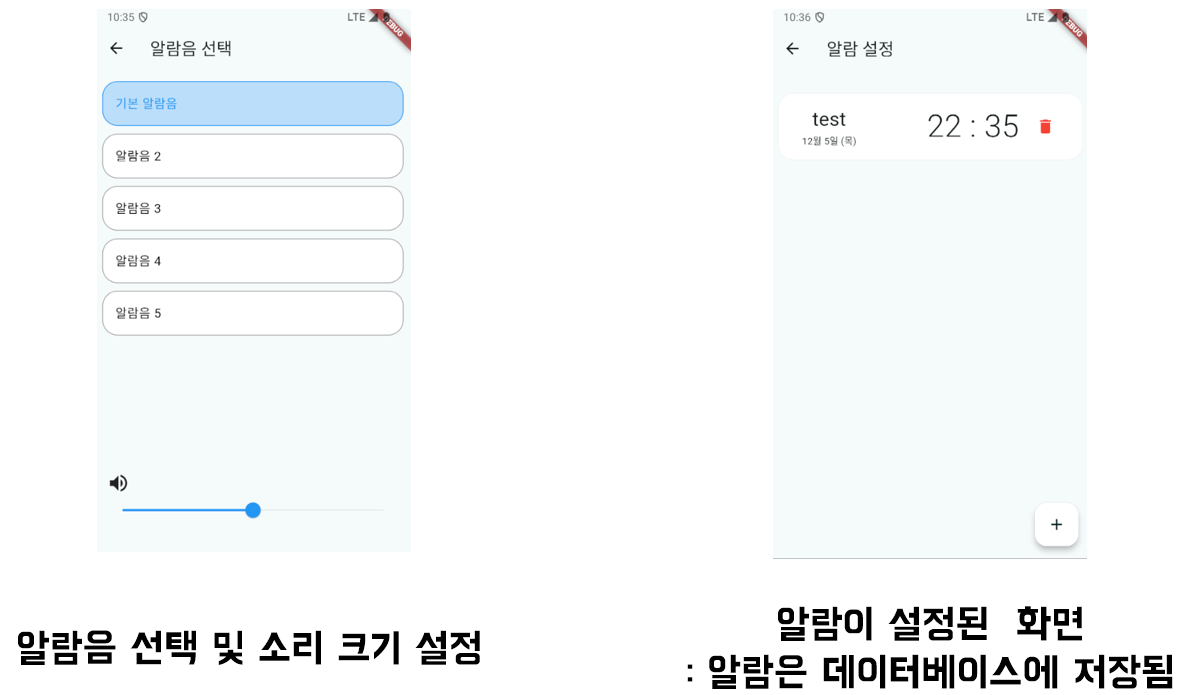 10:35 LTE
DEBUG
알람음 선택
기본 알람음
알람음 2
알람음 3
알람음 4
알람음 5
알람음 선택 및 소리 크기 설정
10:36 LTE
DEBUG
알람 설정
test
12월 5일 (목)
22 : 35
+
알람이 설정된 화면
: 알람은 데이터베이스에 저장됨